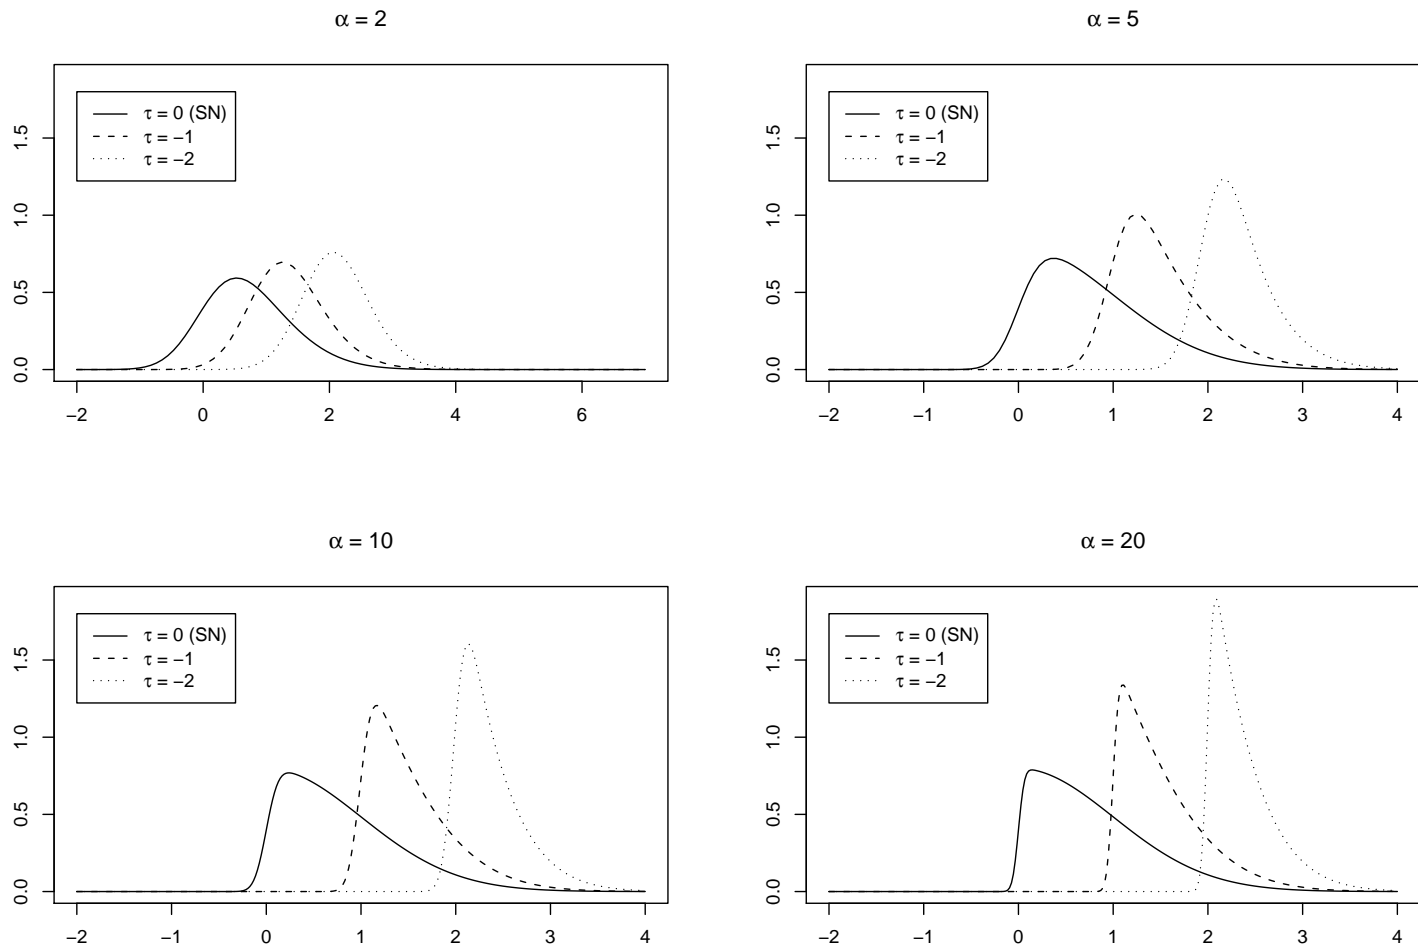 α = 2
τ = 0 (SN)
τ = −1
τ = −2
0.0 0.5 1.0 1.5
−2 0 2 4 6
α = 5
τ = 0 (SN)
τ = −1
τ = −2
0.0 0.5 1.0 1.5
−2 −1 0 1 2 3 4
α = 10
τ = 0 (SN)
τ = −1
τ = −2
0.0 0.5 1.0 1.5
−2 −1 0 1 2 3 4
α = 20
τ = 0 (SN)
τ = −1
τ = −2
0.0 0.5 1.0 1.5
−2 −1 0 1 2 3 4